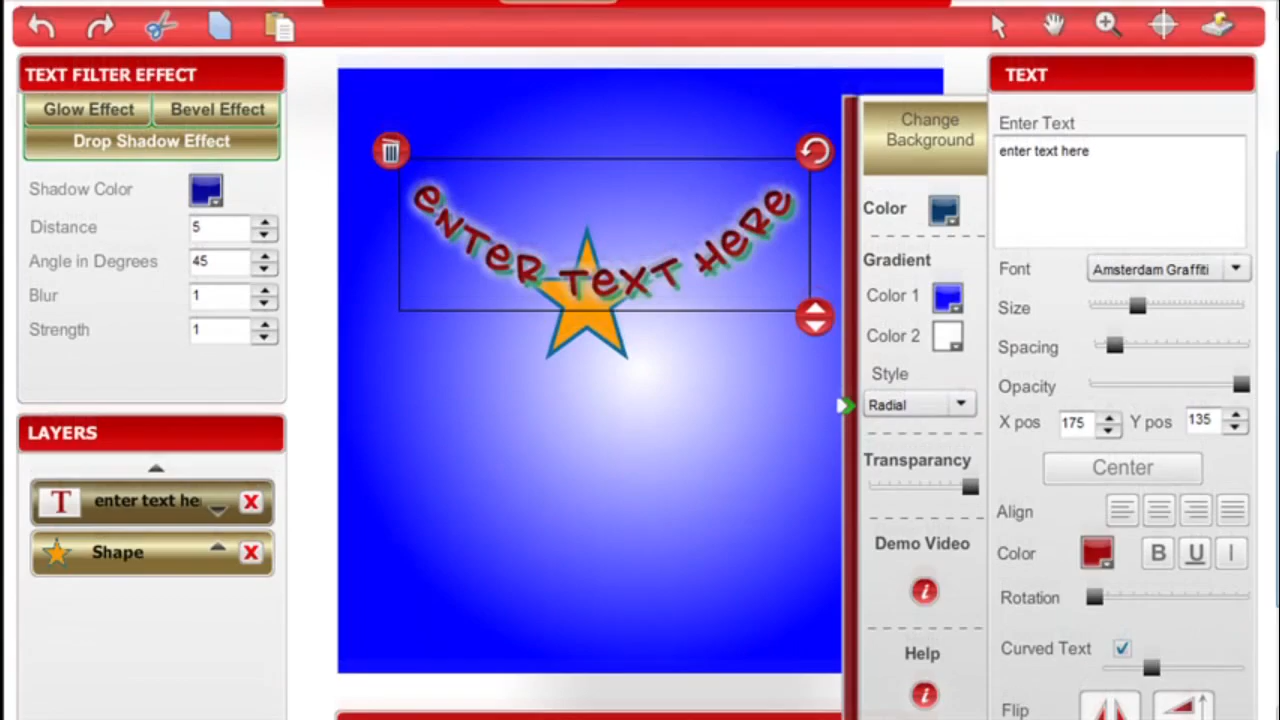 TEXT FILTER EFFECT
Glow Effect
Bevel Effect
Drop Shadow Effect
Shadow Color
Distance
5
Angle in Degrees
45
Blur
1
Strength
1
LAYERS
T
enter text he
X
Shape
X
ENTER TEXT HERE
Change
Background
Color
Gradient
Color 1
Color 2
Style
Radial
Transparency
Demo Video
i
Help
i
TEXT
Enter Text
enter text here
Font
Amsterdam Graffiti
Size
Spacing
Opacity
X pos
175
Y pos
135
Center
Align
Color
B
U
I
Rotation
Curved Text
Flip